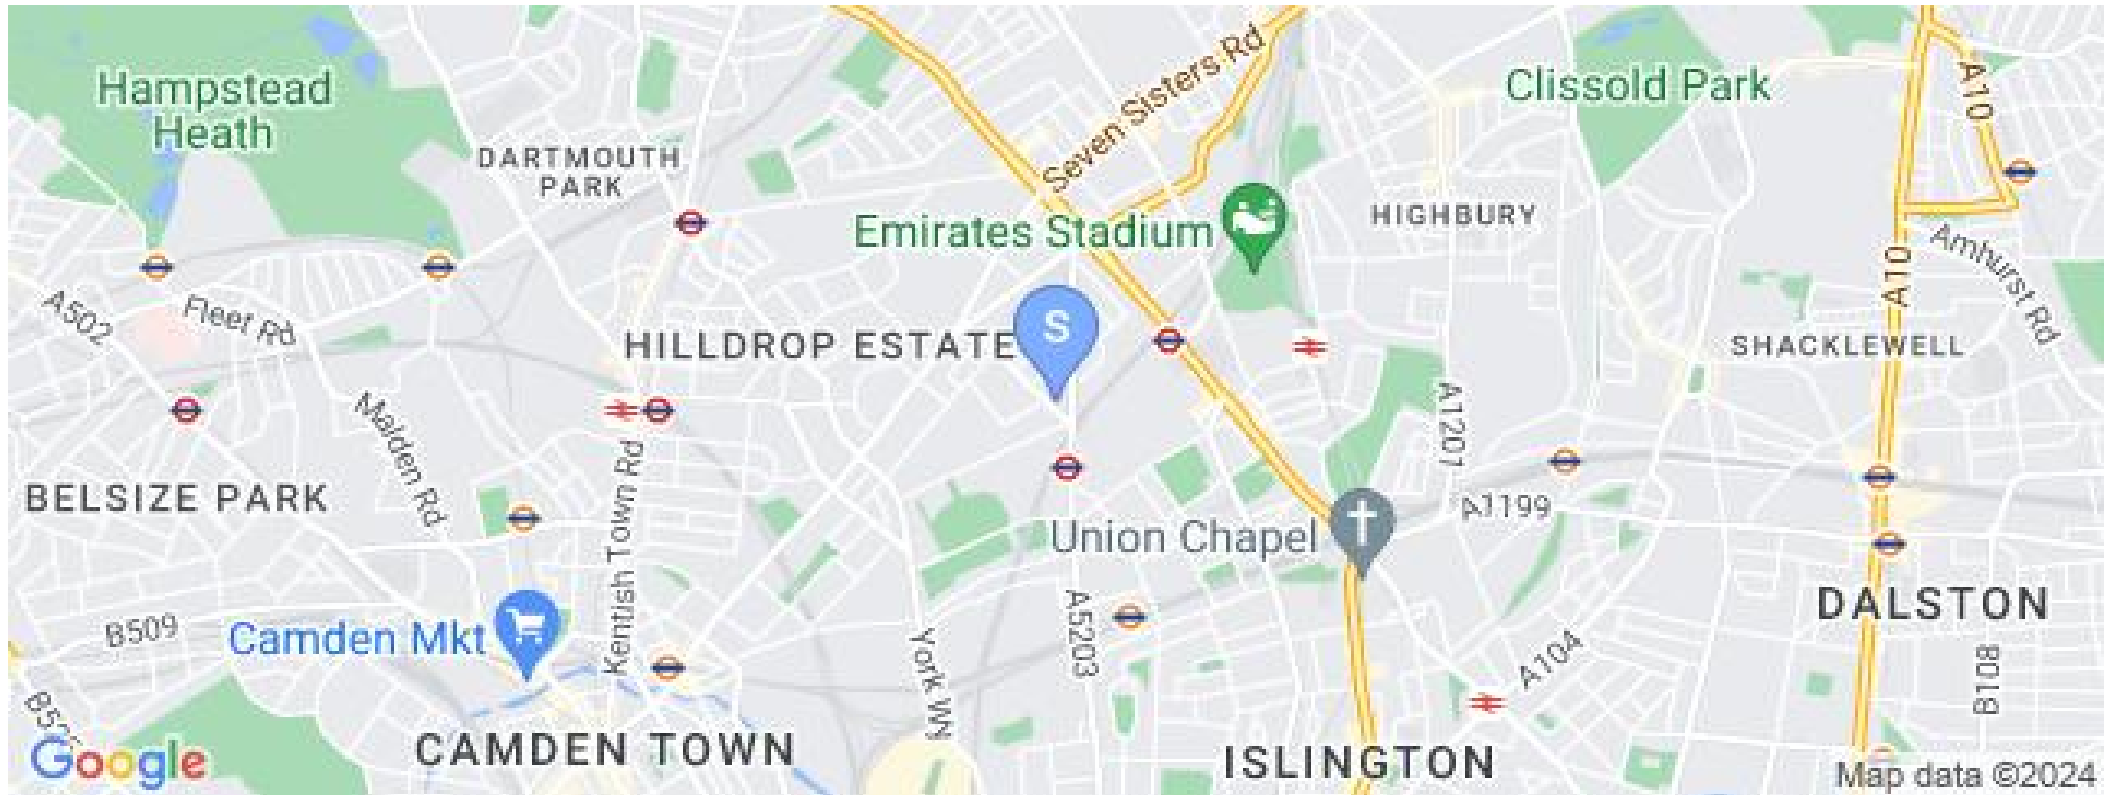 Seven Sisters Rd
Hampstead
Heath
Clissold Park
A10
DARTMOUTH
PARK
HIGHBURY
Emirates Stadium
Amhurst Rd
A10
A502
Fleet Rd
HILLDROP ESTATE
S
SHACKLEWELL
Malden Rd
A1201
BELSIZE PARK
Kentish Town Rd
A1199
Union Chapel
DALSTON
A5203
B509
Camden Mkt
York Wy
A104
B108
CAMDEN TOWN
ISLINGTON
Google
Map data ©2024